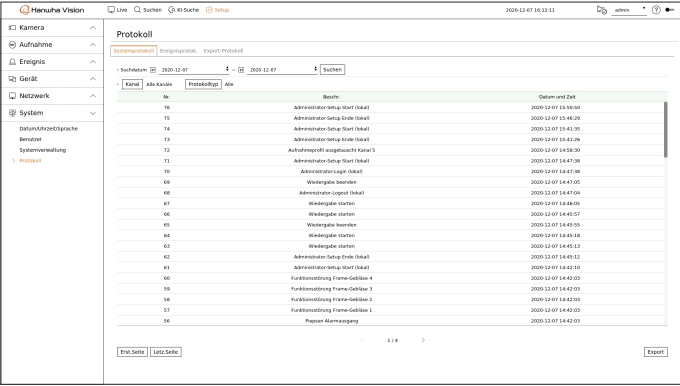 Hanwha Vision
Live Suchen KI-Suche Setup 2020-12-07 16:12:11 admin
Kamera
Aufnahme
Ereignis
Gerät
Netzwerk
System
Datum/Uhrzeit/Sprache
Benutzer
Systemverwaltung
Protokoll
Protokoll
Systemprotokoll Ereignisprotok. Export-Protokoll
Suchdatum 2020-12-07 ~ 2020-12-07 Suchen
Kanal Alle Kanäle Protokolltyp Alle
Nr. Beschr. Datum und Zeit
76 Administrator-Setup Start (lokal) 2020-12-07 15:50:50
75 Administrator-Setup Ende (lokal) 2020-12-07 15:46:29
74 Administrator-Setup Start (lokal) 2020-12-07 15:41:35
73 Administrator-Setup Ende (lokal) 2020-12-07 15:41:26
72 Aufnahmeprofil ausgetauscht Kanal 5 2020-12-07 14:58:30
71 Administrator-Setup Start (lokal) 2020-12-07 14:47:38
70 Administrator-Login (lokal) 2020-12-07 14:47:38
69 Wiedergabe beenden 2020-12-07 14:47:05
68 Administrator-Logout (lokal) 2020-12-07 14:47:04
67 Wiedergabe starten 2020-12-07 14:46:05
66 Wiedergabe starten 2020-12-07 14:45:57
65 Wiedergabe beenden 2020-12-07 14:45:55
64 Wiedergabe starten 2020-12-07 14:45:18
63 Wiedergabe starten 2020-12-07 14:45:13
62 Administrator-Setup Ende (lokal) 2020-12-07 14:45:12
61 Administrator-Setup Start (lokal) 2020-12-07 14:42:10
60 Funktionsstörung Frame-Gebläse 4 2020-12-07 14:42:03
59 Funktionsstörung Frame-Gebläse 3 2020-12-07 14:42:03
58 Funktionsstörung Frame-Gebläse 2 2020-12-07 14:42:03
57 Funktionsstörung Frame-Gebläse 1 2020-12-07 14:42:03
56 Piepsen Alarmausgang 2020-12-07 14:42:03
1 / 4
Erst.Seite Letz.Seite Export